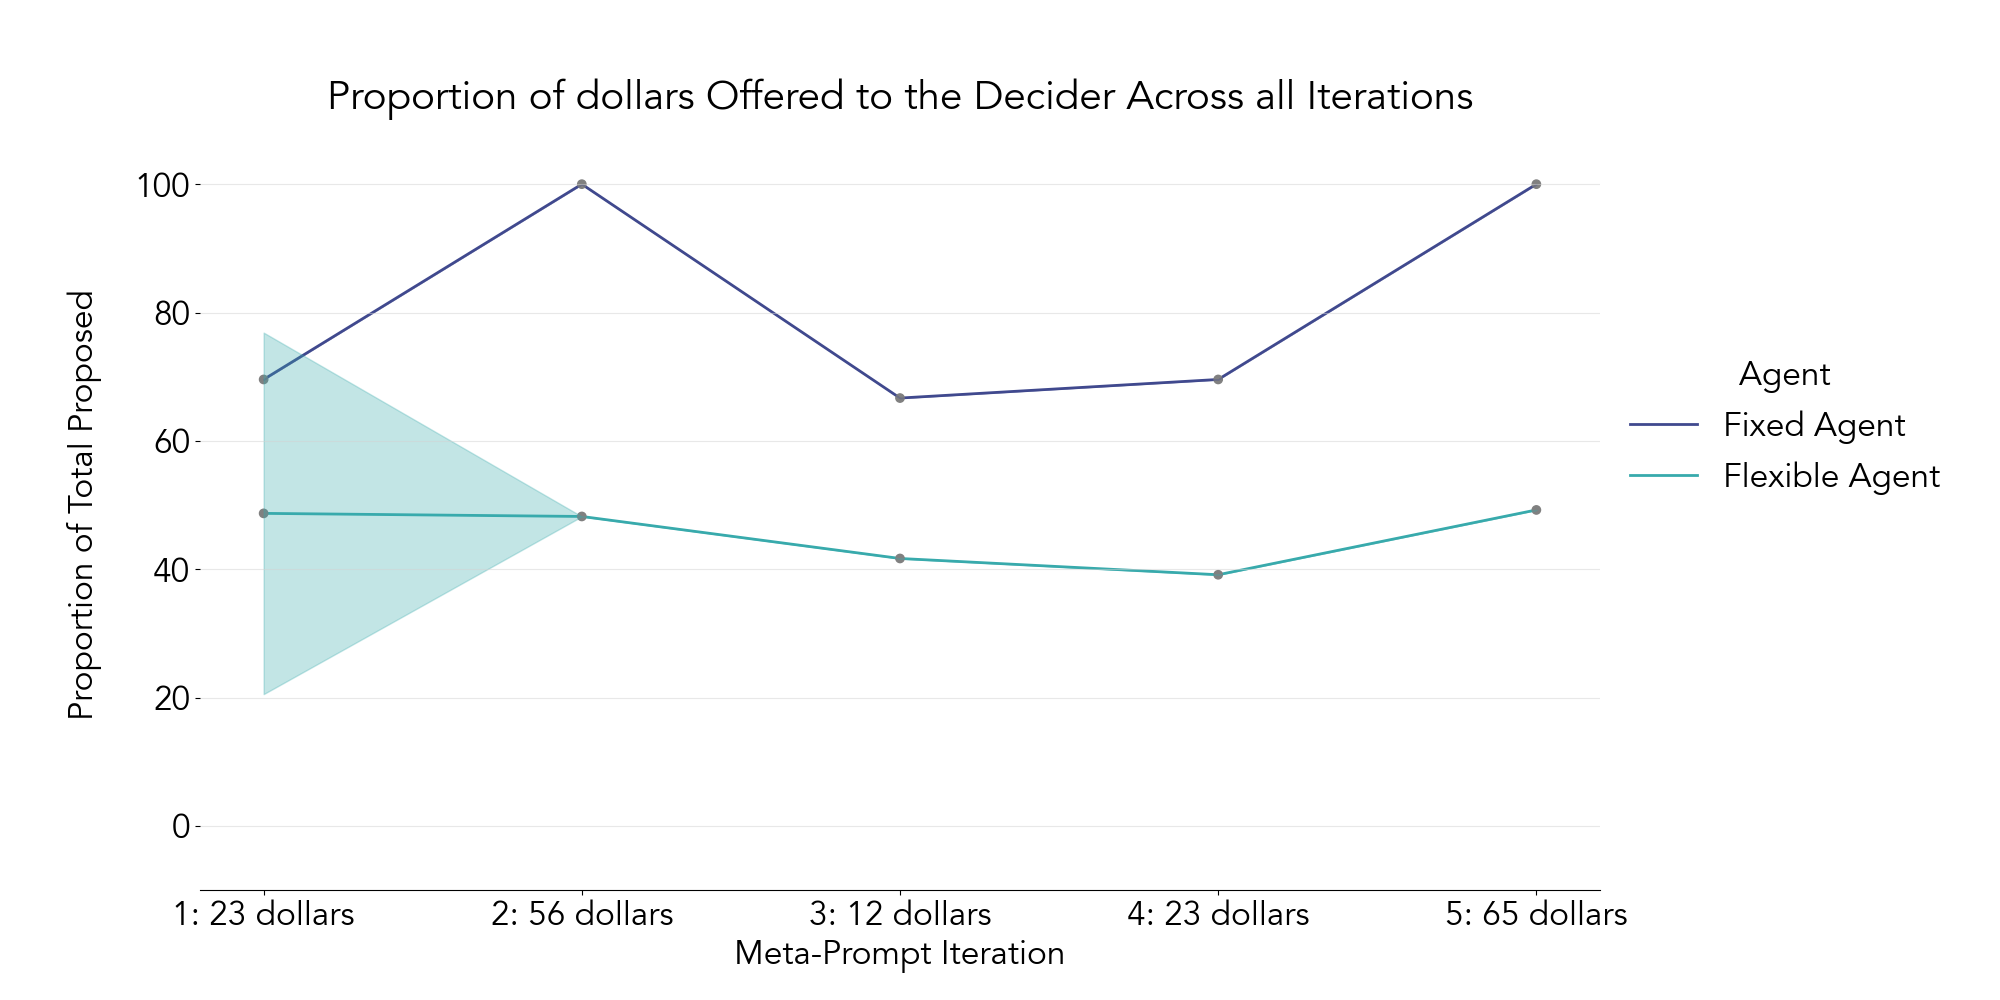 Proportion of dollars Offered to the Decider Across all Iterations
Proportion of Total Proposed
100
80
60
40
20
0
1: 23 dollars
2: 56 dollars
3: 12 dollars
4: 23 dollars
5: 65 dollars
Meta-Prompt Iteration
Agent
Fixed Agent
Flexible Agent